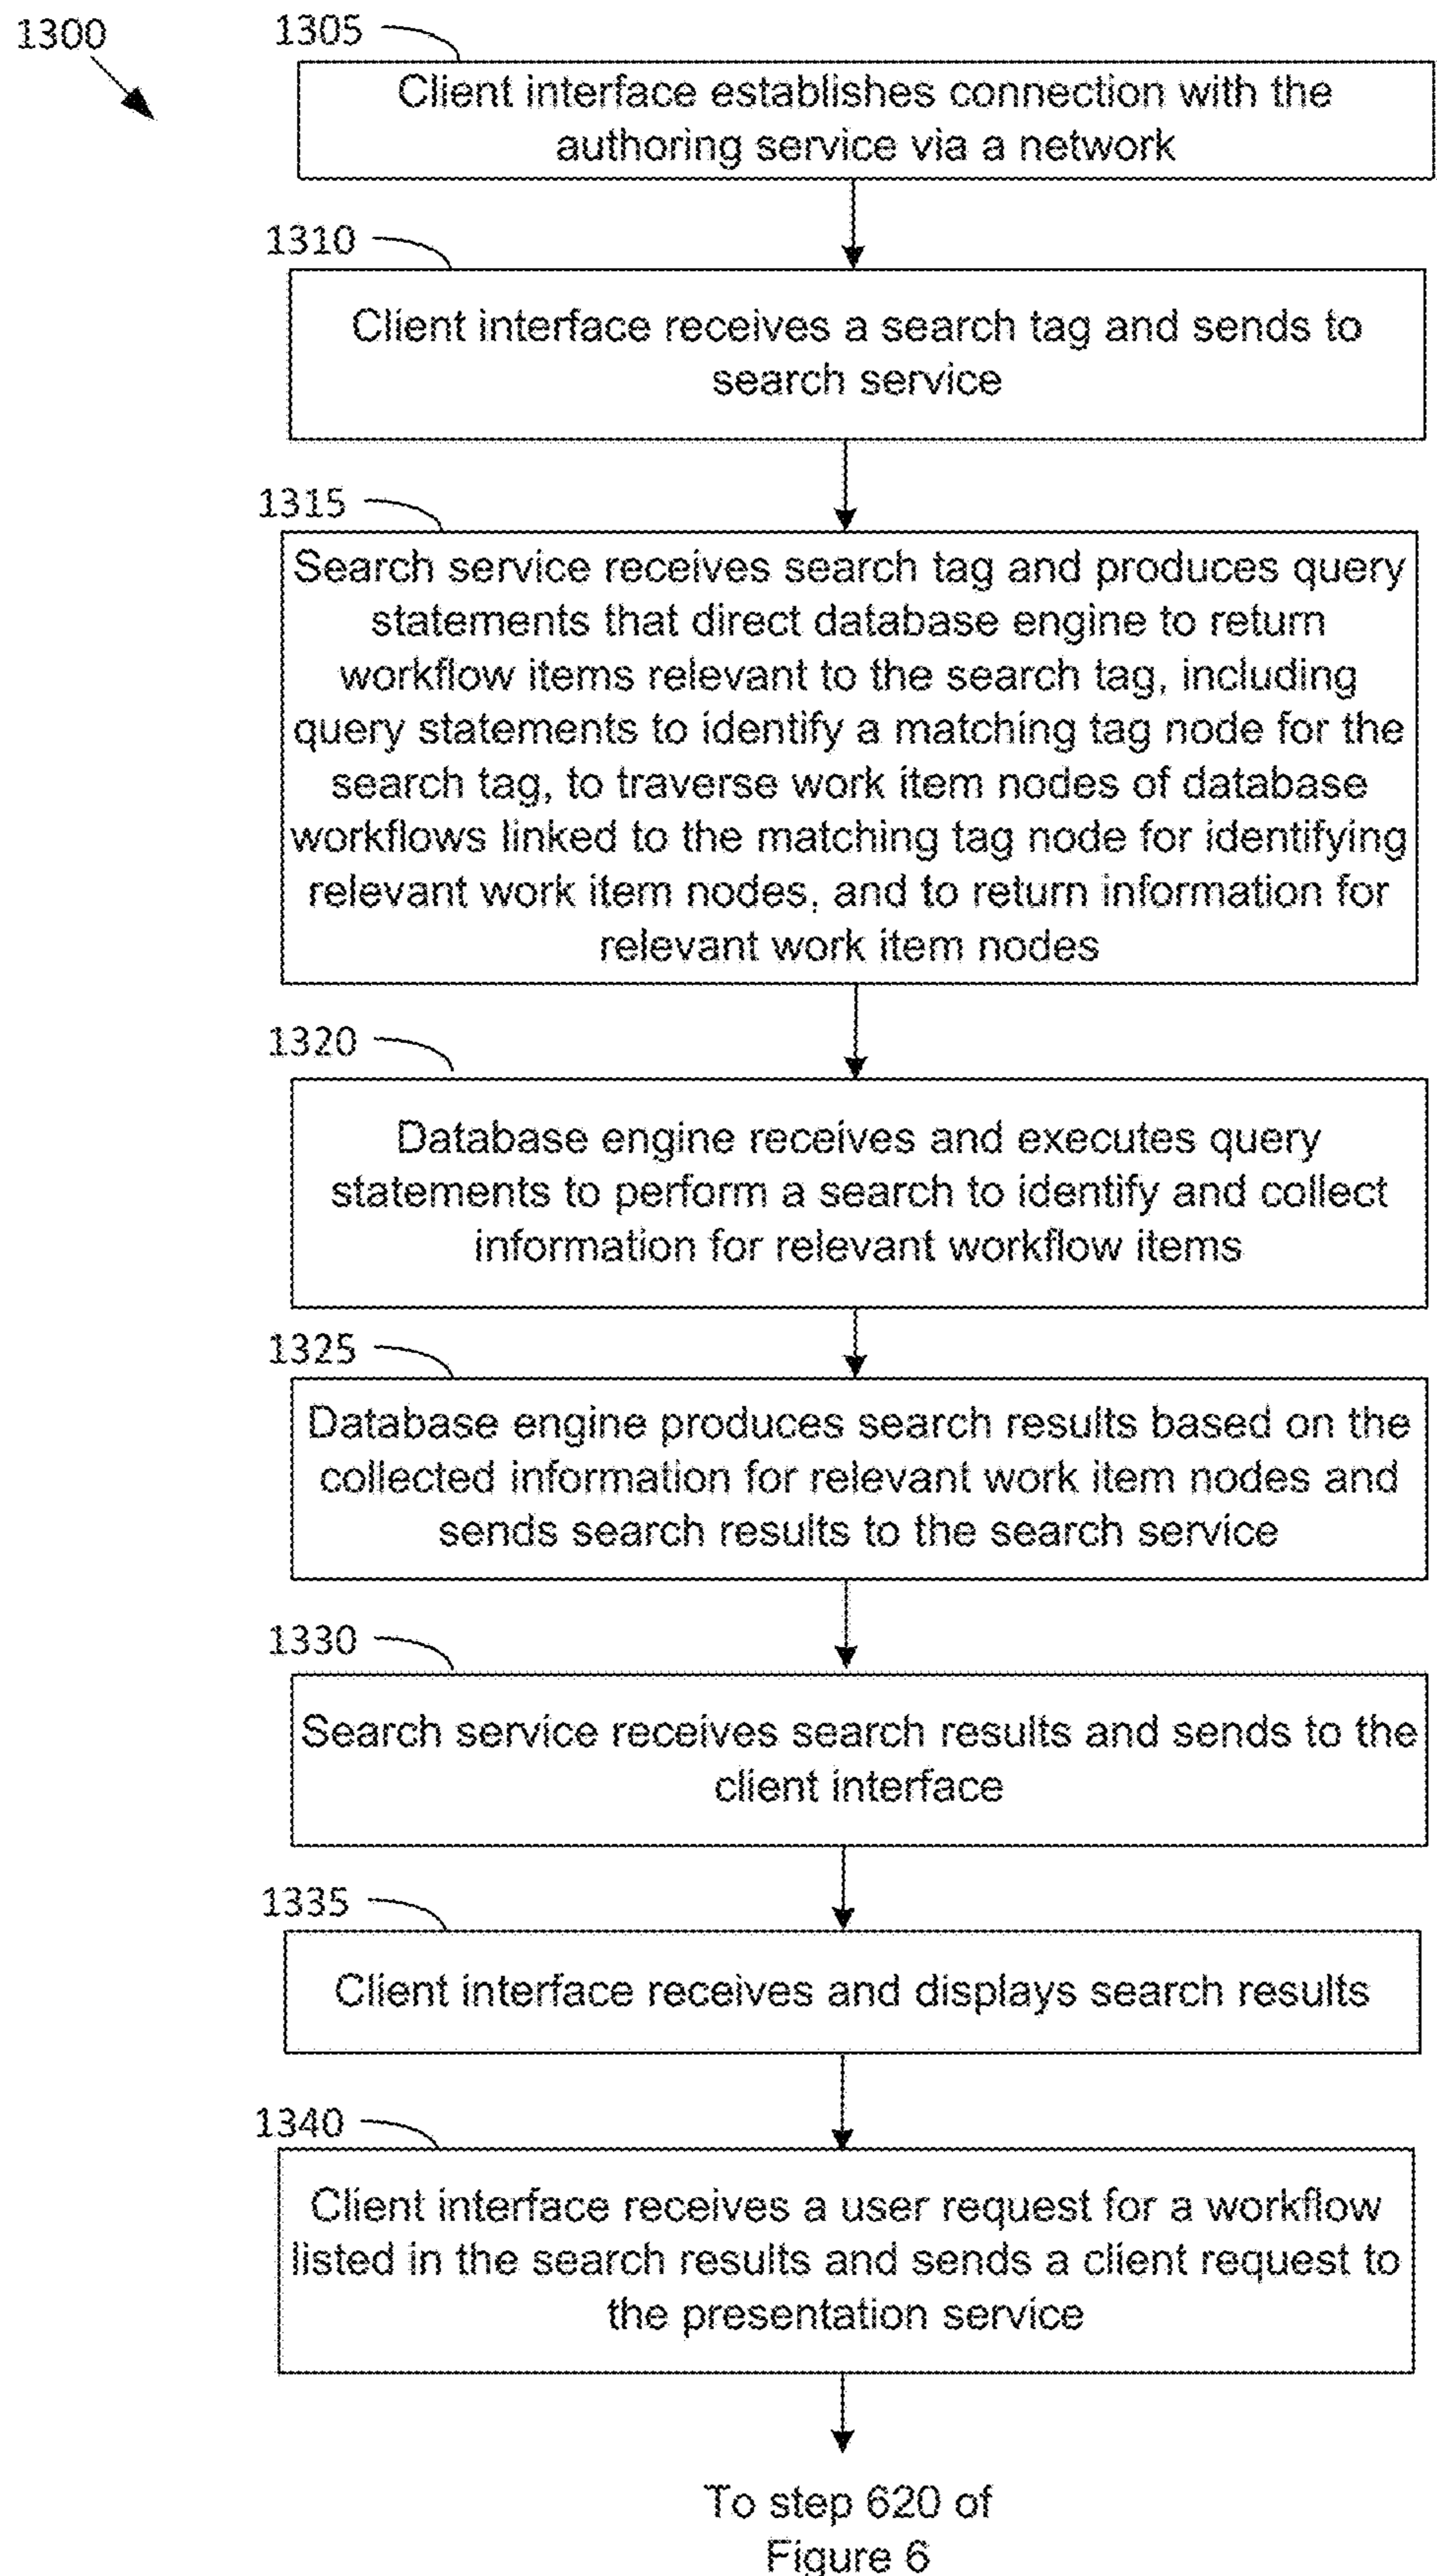 1300
1305
Client interface establishes connection with the
authoring service via a network
1310
Client interface receives a search tag and sends to
search service
1315
Search service receives search tag and produces query
statements that direct database engine to return
workflow items relevant to the search tag, including
query statements to identify a matching tag node for the
search tag, to traverse work item nodes of database
workflows linked to the matching tag node for identifying
relevant work item nodes, and to return information for
relevant work item nodes
1320
Database engine receives and executes query
statements to perform a search to identify and collect
information for relevant workflow items
1325
Database engine produces search results based on the
collected information for relevant work item nodes and
sends search results to the search service
1330
Search service receives search results and sends to the
client interface
1335
Client interface receives and displays search results
1340
Client interface receives a user request for a workflow
listed in the search results and sends a client request to
the presentation service
To step 620 of
Figure 6